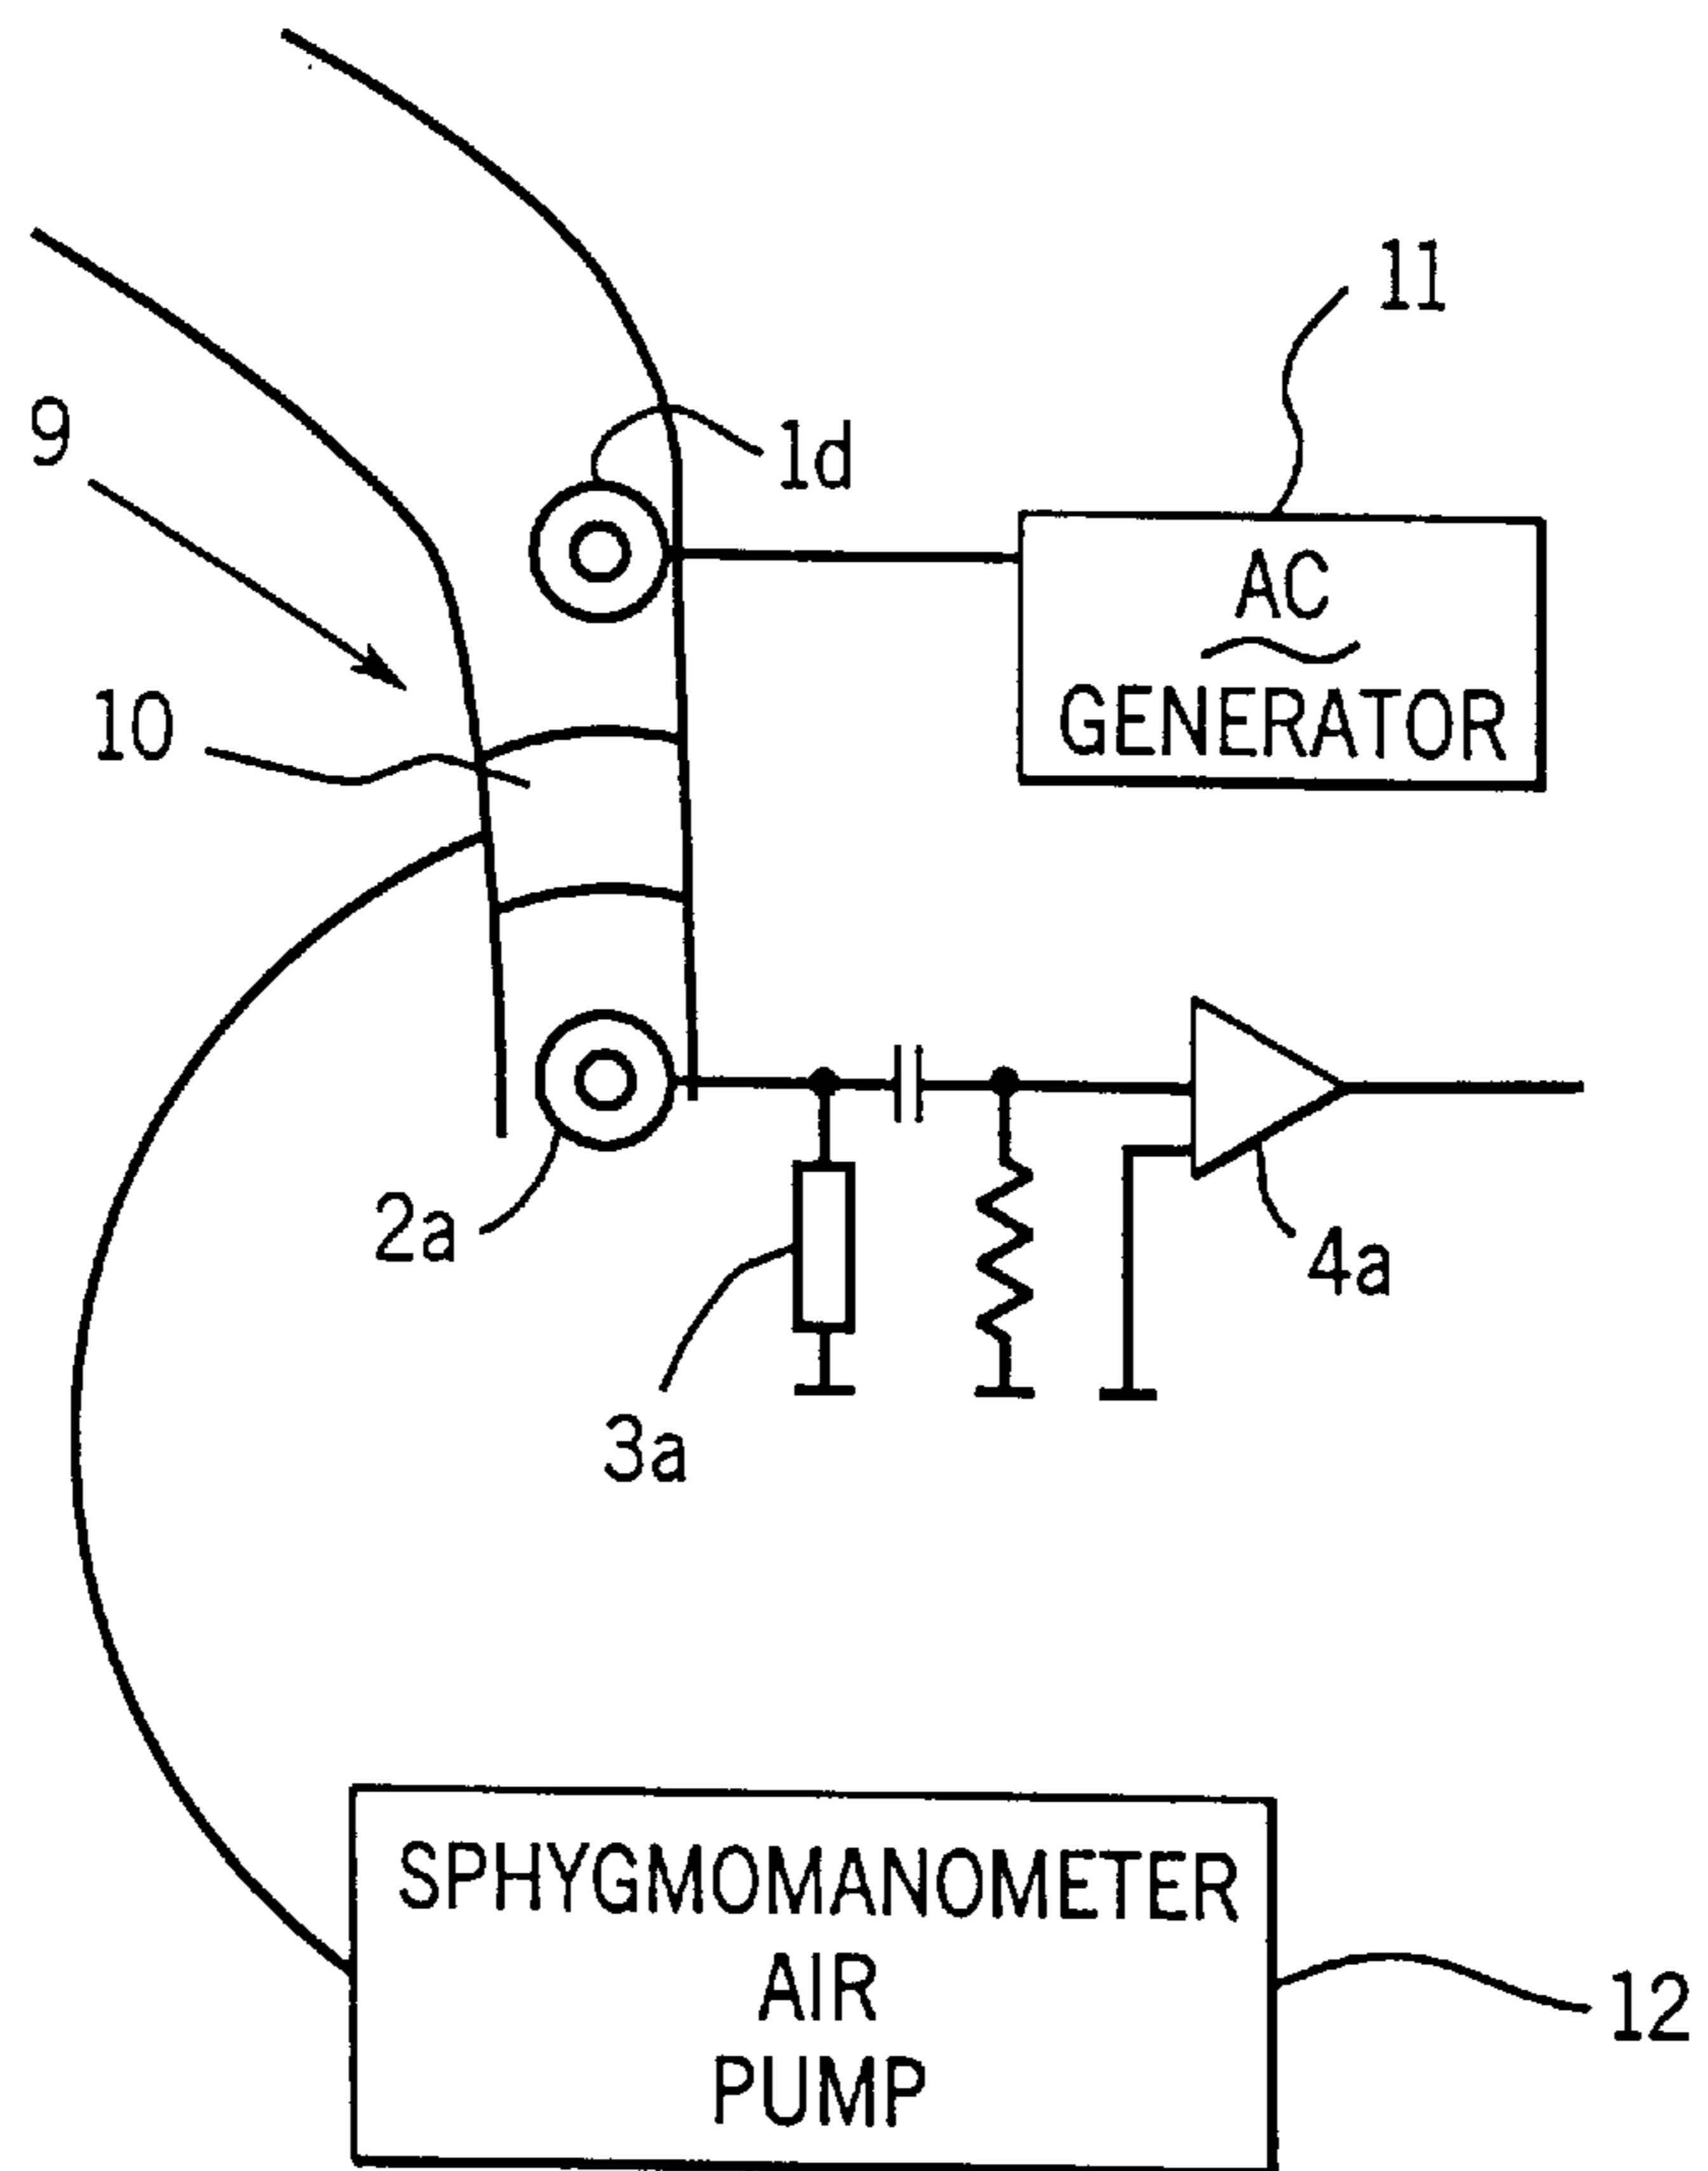 11
9
1d
AC
GENERATOR
10
2a
4a
3a
SPHYGMOMANOMETER
AIR
PUMP
12